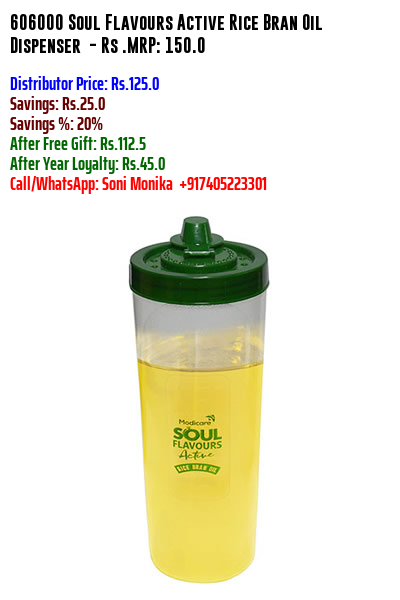 606000 Soul Flavours Active Rice Bran Oil
Dispenser - Rs .MRP: 150.0
Distributor Price: Rs.125.0
Savings: Rs.25.0
Savings %: 20%
After Free Gift: Rs.112.5
After Year Loyalty: Rs.45.0
Call/WhatsApp: Soni Monika +917405223301
Modicare
SOUL
FLAVOURS
Active
RICE BRAN OIL